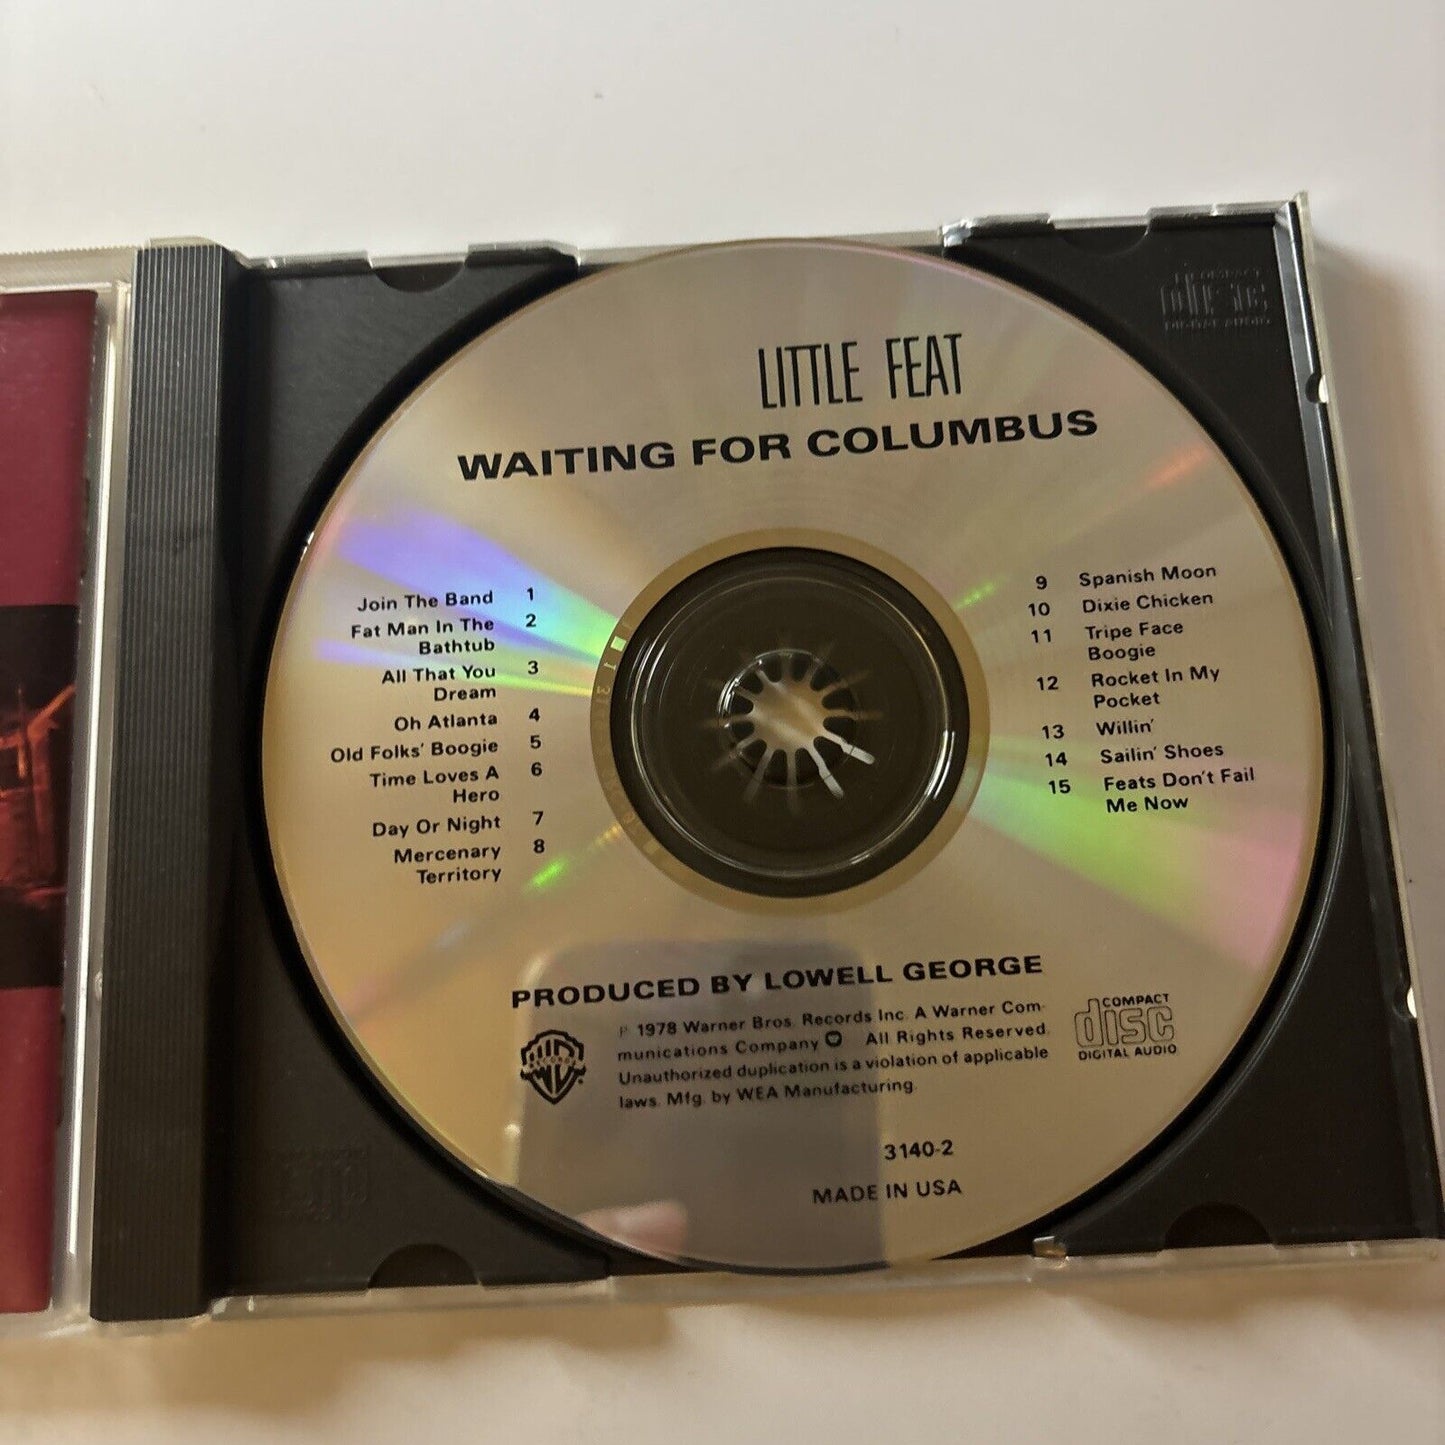 LITTLE FEAT
WAITING FOR COLUMBUS
Join The Band 1
Fat Man In The 2
Bathtub
All That You 3
Dream
Oh Atlanta 4
Old Folks' Boogie 5
Time Loves A 6
Hero
Day Or Night 7
Mercenary 8
Territory
9 Spanish Moon
10 Dixie Chicken
11 Tripe Face
Boogie
12 Rocket In My
Pocket
13 Willin'
14 Sailin' Shoes
15 Feats Don't Fail
Me Now
PRODUCED BY LOWELL GEORGE
℗ 1978 Warner Bros. Records Inc. A Warner Com-
munications Company All Rights Reserved.
Unauthorized duplication is a violation of applicable
laws. Mfg. by WEA Manufacturing.
RECORDS
COMPACT
disc
DIGITAL AUDIO
3140-2
MADE IN USA
COMPACT
disc
DIGITAL AUDIO